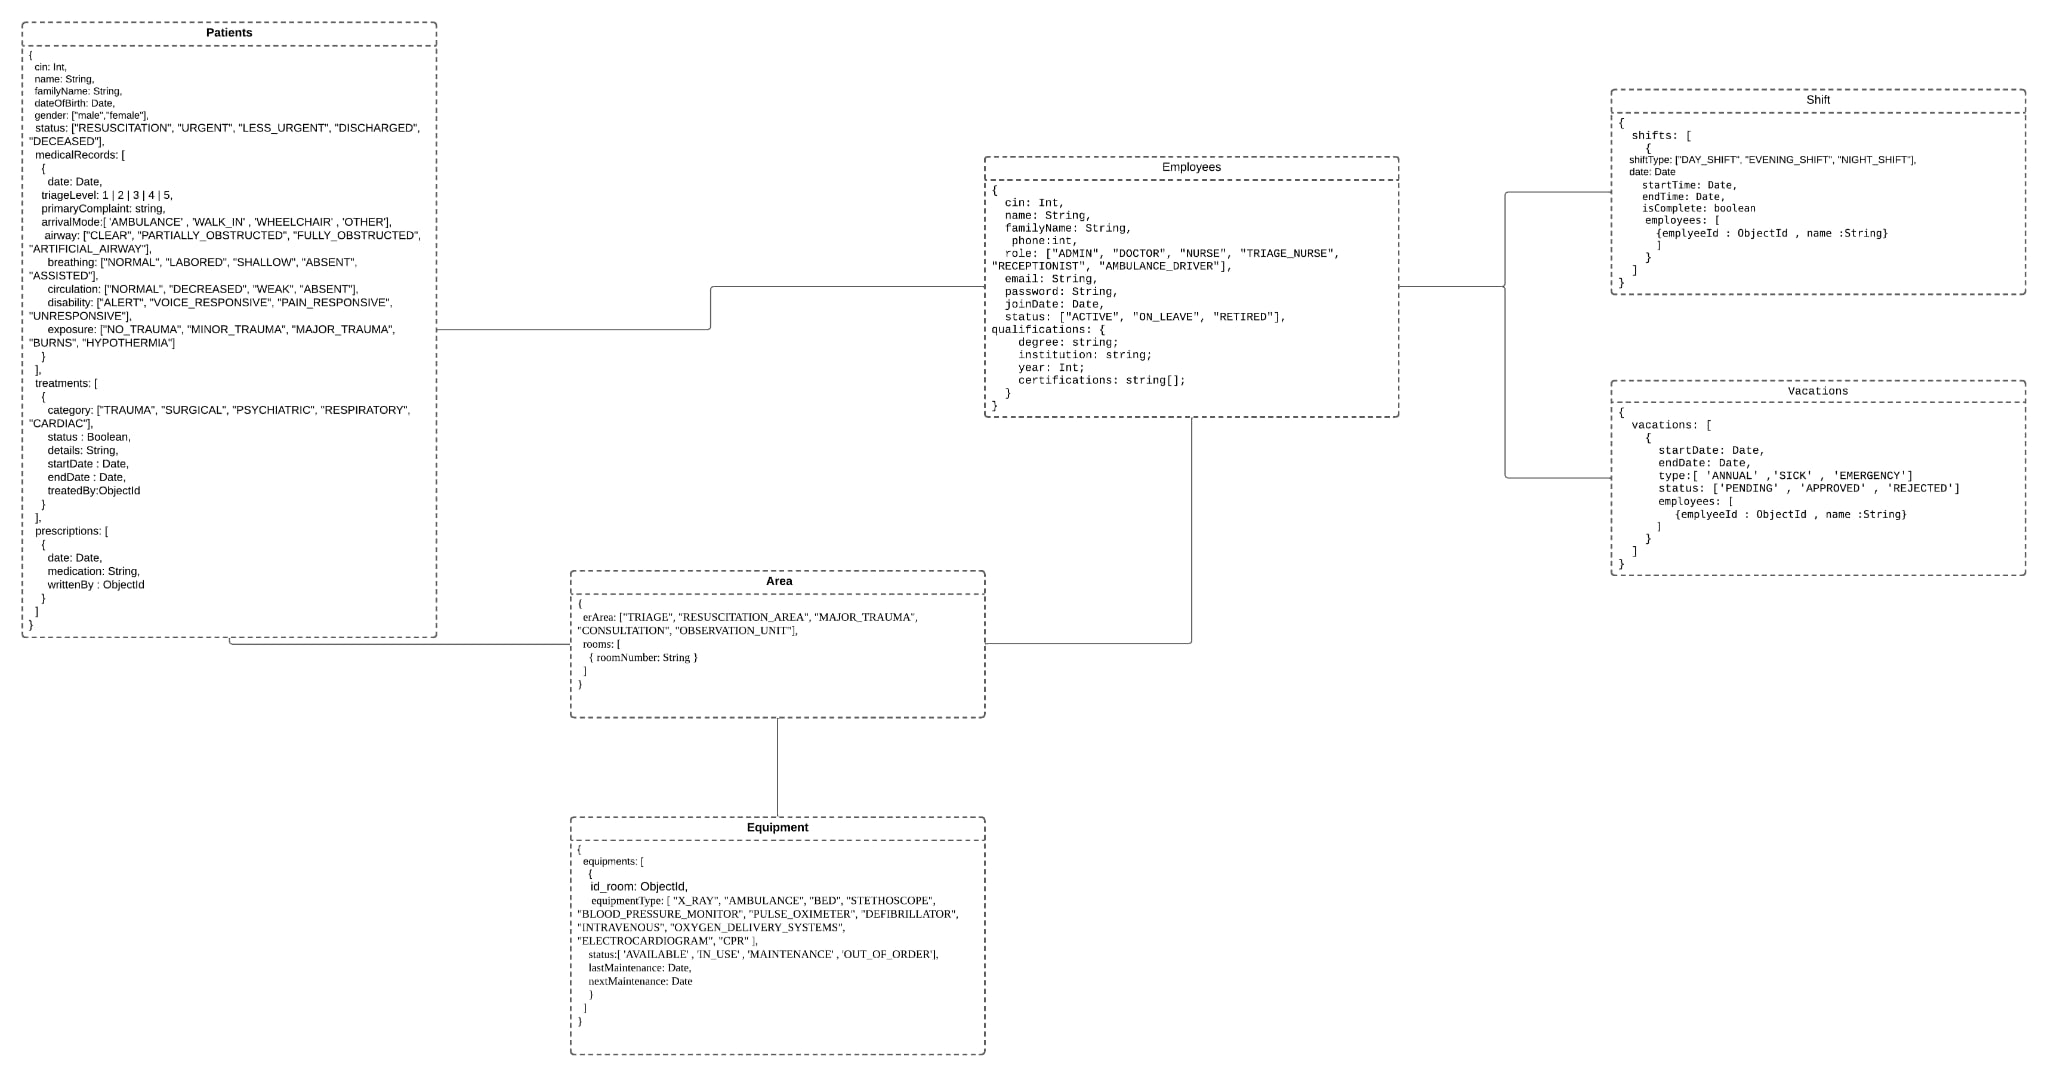 Patients
{
cin: Int,
name: String,
familyName: String,
dateOfBirth: Date,
gender: ["male","female"],
status: ["RESUSCITATION", "URGENT", "LESS_URGENT", "DISCHARGED",
"DECEASED"],
medicalRecords: [
{
date: Date,
triageLevel: 1 | 2 | 3 | 4 | 5,
primaryComplaint: string,
arrivalMode:[ 'AMBULANCE' , 'WALK_IN' , 'WHEELCHAIR' , 'OTHER'],
airway: ["CLEAR", "PARTIALLY_OBSTRUCTED", "FULLY_OBSTRUCTED",
"ARTIFICIAL_AIRWAY"],
breathing: ["NORMAL", "LABORED", "SHALLOW", "ABSENT",
"ASSISTED"],
circulation: ["NORMAL", "DECREASED", "WEAK", "ABSENT"],
disability: ["ALERT", "VOICE_RESPONSIVE", "PAIN_RESPONSIVE",
"UNRESPONSIVE"],
exposure: ["NO_TRAUMA", "MINOR_TRAUMA", "MAJOR_TRAUMA",
"BURNS", "HYPOTHERMIA"]
}
],
treatments: [
{
category: ["TRAUMA", "SURGICAL", "PSYCHIATRIC", "RESPIRATORY",
"CARDIAC"],
status : Boolean,
details: String,
startDate : Date,
endDate : Date,
treatedBy:ObjectId
}
],
prescriptions: [
{
date: Date,
medication: String,
writtenBy : ObjectId
}
]
}
Employees
{
cin: Int,
name: String,
familyName: String,
phone:int,
role: ["ADMIN", "DOCTOR", "NURSE", "TRIAGE_NURSE",
"RECEPTIONIST", "AMBULANCE_DRIVER"],
email: String,
password: String,
joinDate: Date,
status: ["ACTIVE", "ON_LEAVE", "RETIRED"],
qualifications: {
degree: string;
institution: string;
year: Int;
certifications: string[];
}
}
Shift
{
shifts: [
{
shiftType: ["DAY_SHIFT", "EVENING_SHIFT", "NIGHT_SHIFT"],
date: Date
startTime: Date,
endTime: Date,
isComplete: boolean
employees: [
{emplyeeId : ObjectId , name :String}
]
}
]
}
Vacations
{
vacations: [
{
startDate: Date,
endDate: Date,
type:[ 'ANNUAL' ,'SICK' , 'EMERGENCY']
status: ['PENDING' , 'APPROVED' , 'REJECTED']
employees: [
{emplyeeId : ObjectId , name :String}
]
}
]
}
Area
{
erArea: ["TRIAGE", "RESUSCITATION_AREA", "MAJOR_TRAUMA",
"CONSULTATION", "OBSERVATION_UNIT"],
rooms: [
{ roomNumber: String }
]
}
Equipment
{
equipments: [
{
id_room: ObjectId,
equipmentType: [ "X_RAY", "AMBULANCE", "BED", "STETHOSCOPE",
"BLOOD_PRESSURE_MONITOR", "PULSE_OXIMETER", "DEFIBRILLATOR",
"INTRAVENOUS", "OXYGEN_DELIVERY_SYSTEMS",
"ELECTROCARDIOGRAM", "CPR" ],
status:[ 'AVAILABLE' , 'IN_USE' , 'MAINTENANCE' , 'OUT_OF_ORDER'],
lastMaintenance: Date,
nextMaintenance: Date
}
]
}